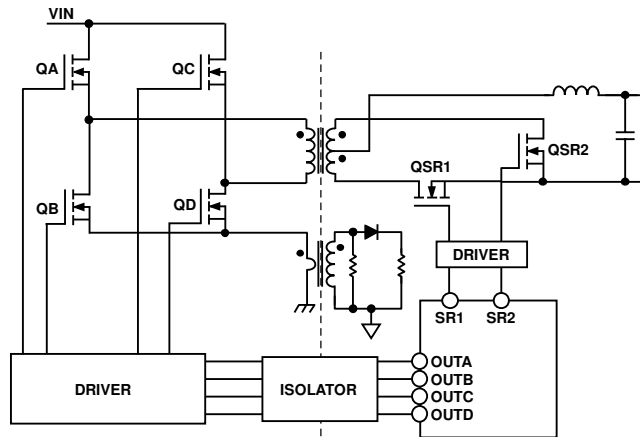 VIN
QA
QC
QSR2
QSR1
QB
QD
DRIVER
SR1 SR2
OUTA
OUTB
OUTC
OUTD
DRIVER
ISOLATOR